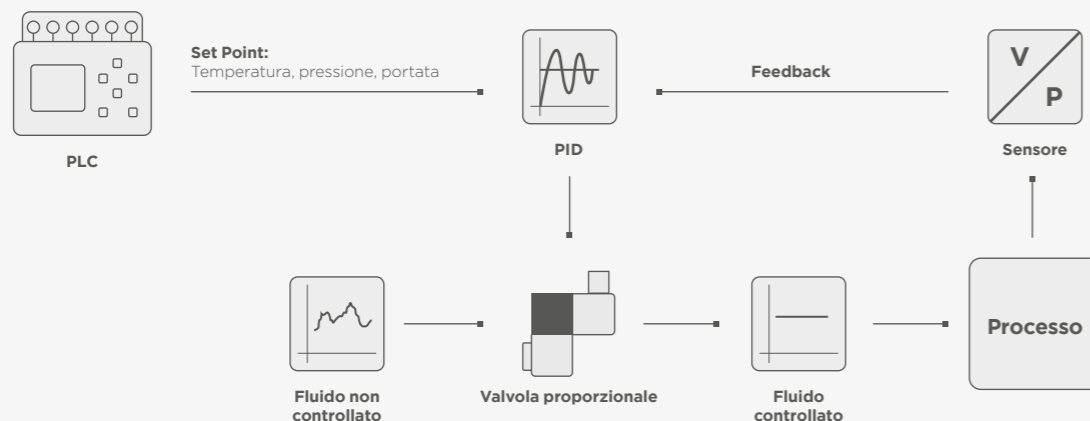 Set Point:
Temperatura, pressione, portata
Feedback
V
P
PLC
PID
Sensore
Processo
Fluido non
controllato
Valvola proporzionale
Fluido
controllato